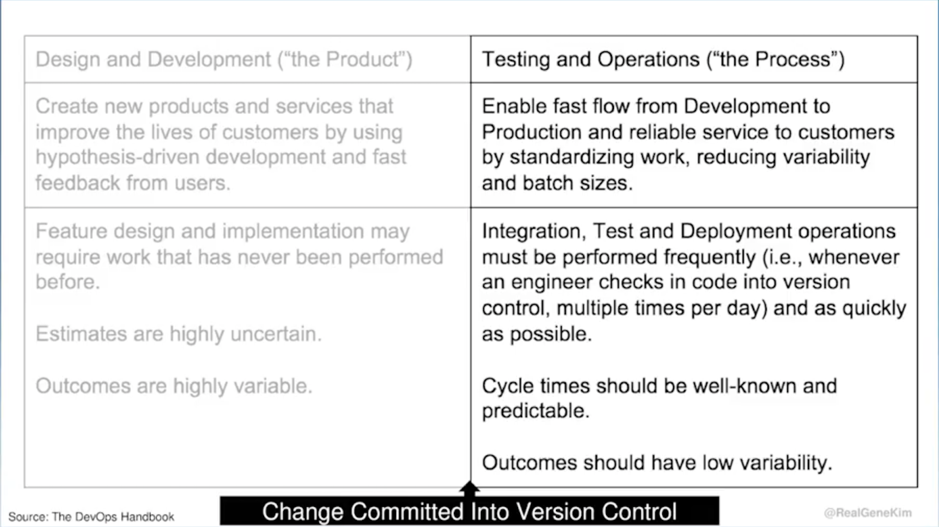 Design and Development (“the Product”)
Create new products and services that
improve the lives of customers by using
hypothesis-driven development and fast
feedback from users.
Feature design and implementation may
require work that has never been performed
before.
Estimates are highly uncertain.
Outcomes are highly variable.
Testing and Operations (“the Process”)
Enable fast flow from Development to
Production and reliable service to customers
by standardizing work, reducing variability
and batch sizes.
Integration, Test and Deployment operations
must be performed frequently (i.e., whenever
an engineer checks in code into version
control, multiple times per day) and as quickly
as possible.
Cycle times should be well-known and
predictable.
Outcomes should have low variability.
Source: The DevOps Handbook
Change Committed Into Version Control
@RealGeneKim